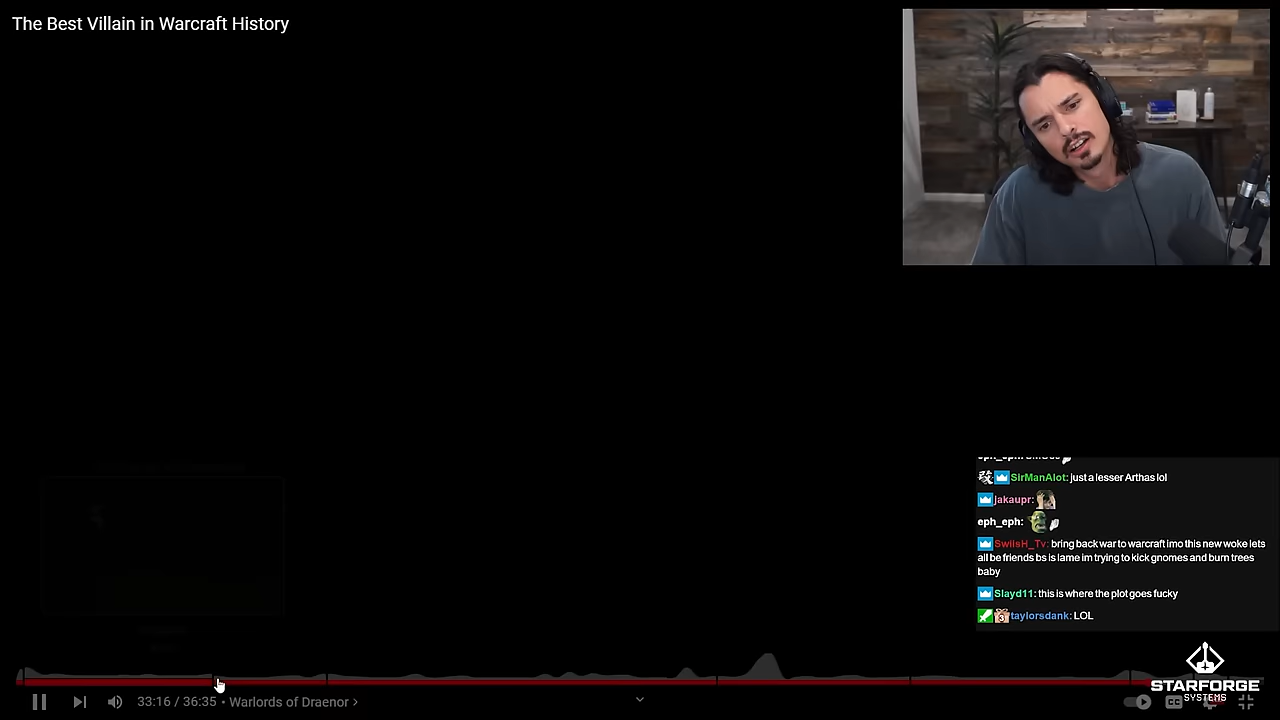 The Best Villain in Warcraft History
SirManAlot: just a lesser Arthas lol
jakaupr:
eph_eph:
SwiisH_Tv: bring back war to warcraft imo this new woke lets
all be friends bs is lame im trying to kick gnomes and burn trees
baby
Slayd11: this is where the plot goes fucky
taylorsdank: LOL
STARFORGE
SYSTEMS
33:16 / 36:35 • Warlords of Draenor >
CC